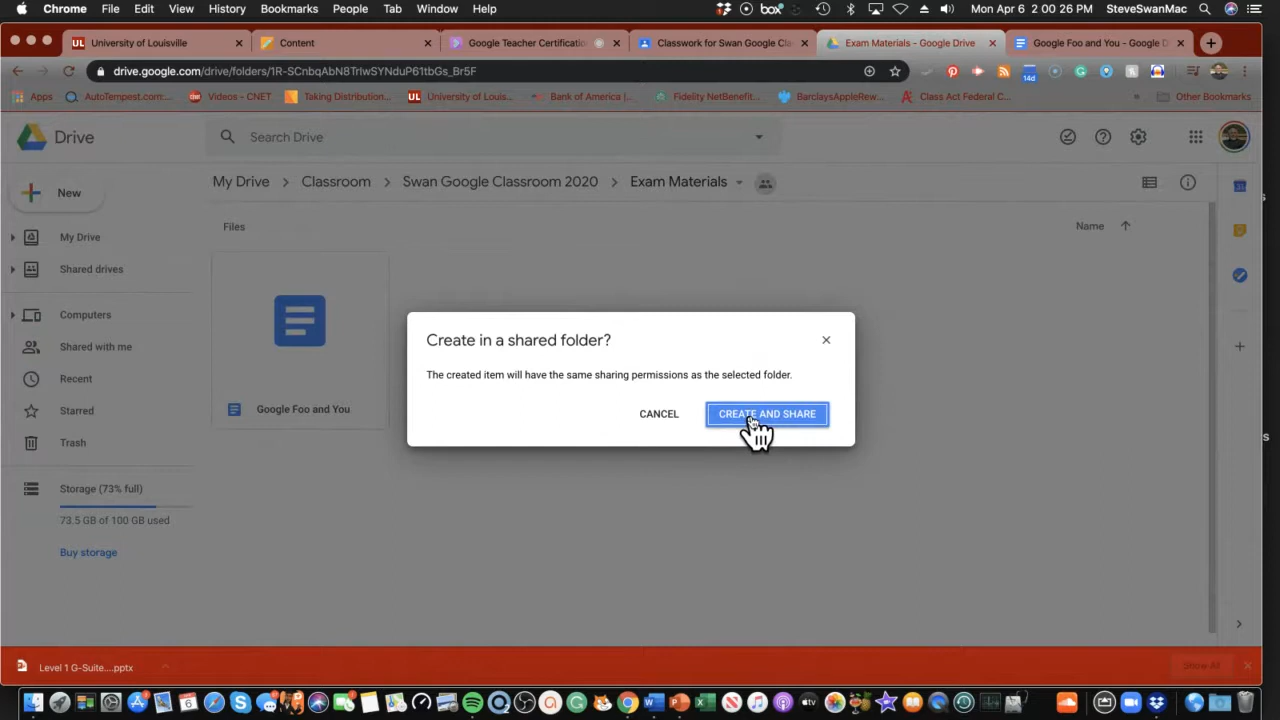 Chrome File Edit View History Bookmarks People Tab Window Help box Mon Apr 6 2 00 26 PM SteveSwanMac
UL University of Louisville Content Google Teacher Certificatio Classwork for Swan Google Cl Exam Materials - Google Drive Google Foo and You - Google D
drive.google.com/drive/folders/1R-SCnbqAbN8TrIwSYNduP61tbGs_Br5F 14d
Apps AutoTempest.com:... Videos - CNET Taking Distribution... UL University of Louis... Bank of America |... Fidelity NetBenefit... BarclaysAppleRew... Class Act Federal C... » Other Bookmarks
Drive Search Drive
New
My Drive > Classroom > Swan Google Classroom 2020 > Exam Materials
Files Name
My Drive
Shared drives
Computers
Shared with me
Recent
Starred
Trash
Storage (73% full)
73.5 GB of 100 GB used
Buy storage
Google Foo and You
Create in a shared folder?
The created item will have the same sharing permissions as the selected folder.
CANCEL CREATE AND SHARE
Level 1 G-Suite....pptx Show All